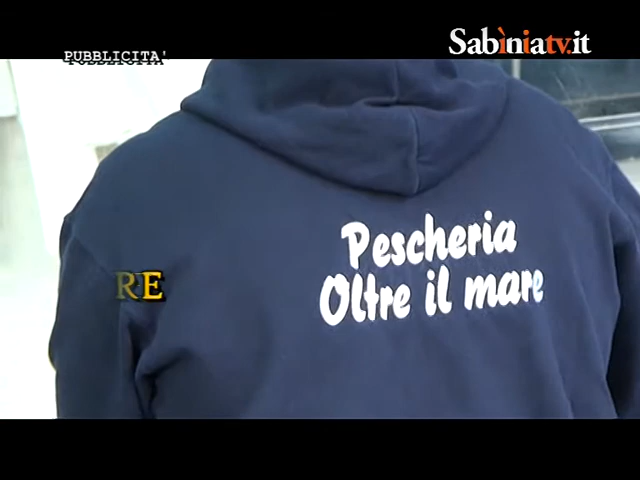 PUBBLICITA'
Sabìniatv.it
Pescheria
Oltre il mare
RE